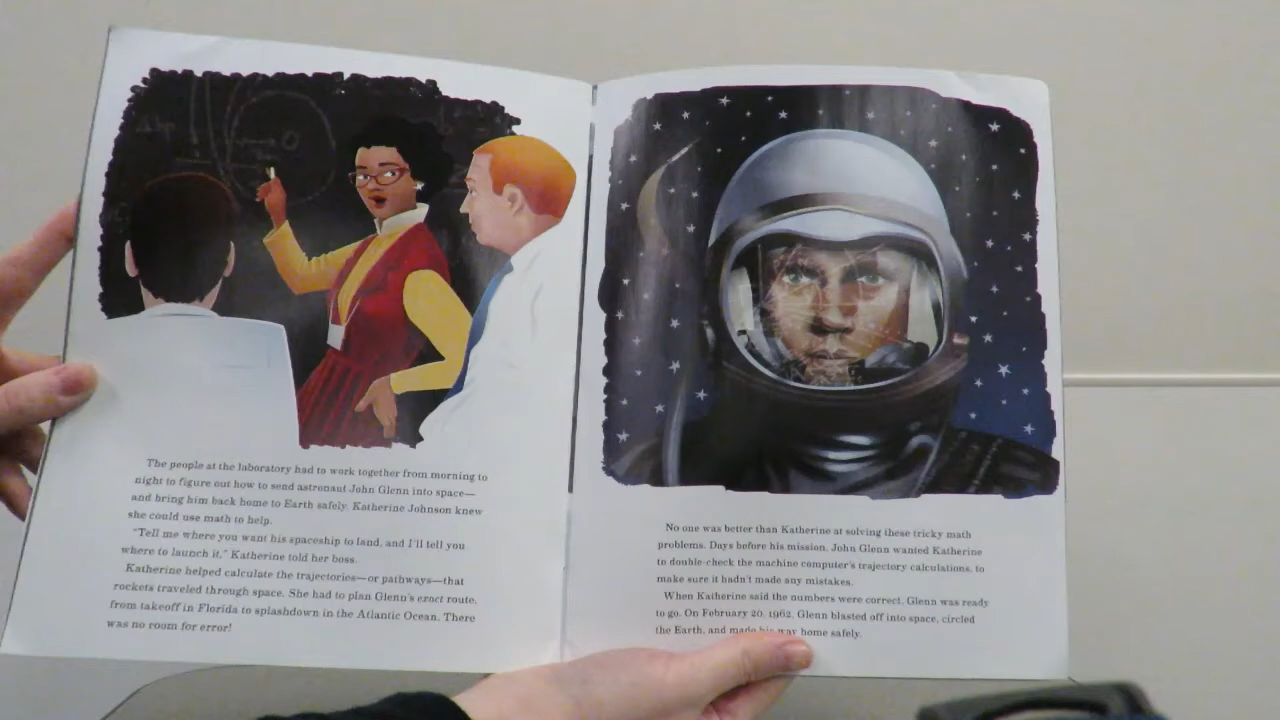 The people at the laboratory had to work together from morning to
night to figure out how to send astronaut John Glenn into space—
and bring him back home to Earth safely. Katherine Johnson knew
she could use math to help.
"Tell me where you want his spaceship to land, and I'll tell you
where to launch it," Katherine told her boss.
Katherine helped calculate the trajectories—or pathways—that
rockets traveled through space. She had to plan Glenn's exact route,
from takeoff in Florida to splashdown in the Atlantic Ocean. There
was no room for error!
No one was better than Katherine at solving these tricky math
problems. Days before his mission, John Glenn wanted Katherine
to double-check the machine computer's trajectory calculations, to
make sure it hadn't made any mistakes.
When Katherine said the numbers were correct, Glenn was ready
to go. On February 20, 1962, Glenn blasted off into space, circled
the Earth, and made his way home safely.